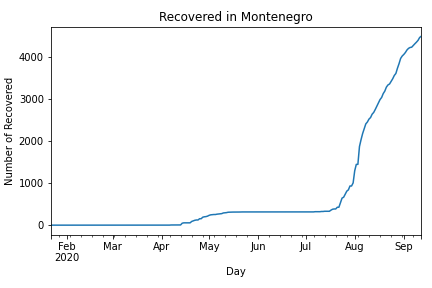 Recovered in Montenegro
Number of Recovered
4000
3000
2000
1000
0
Feb Mar Apr May Jun Jul Aug Sep
2020
Day